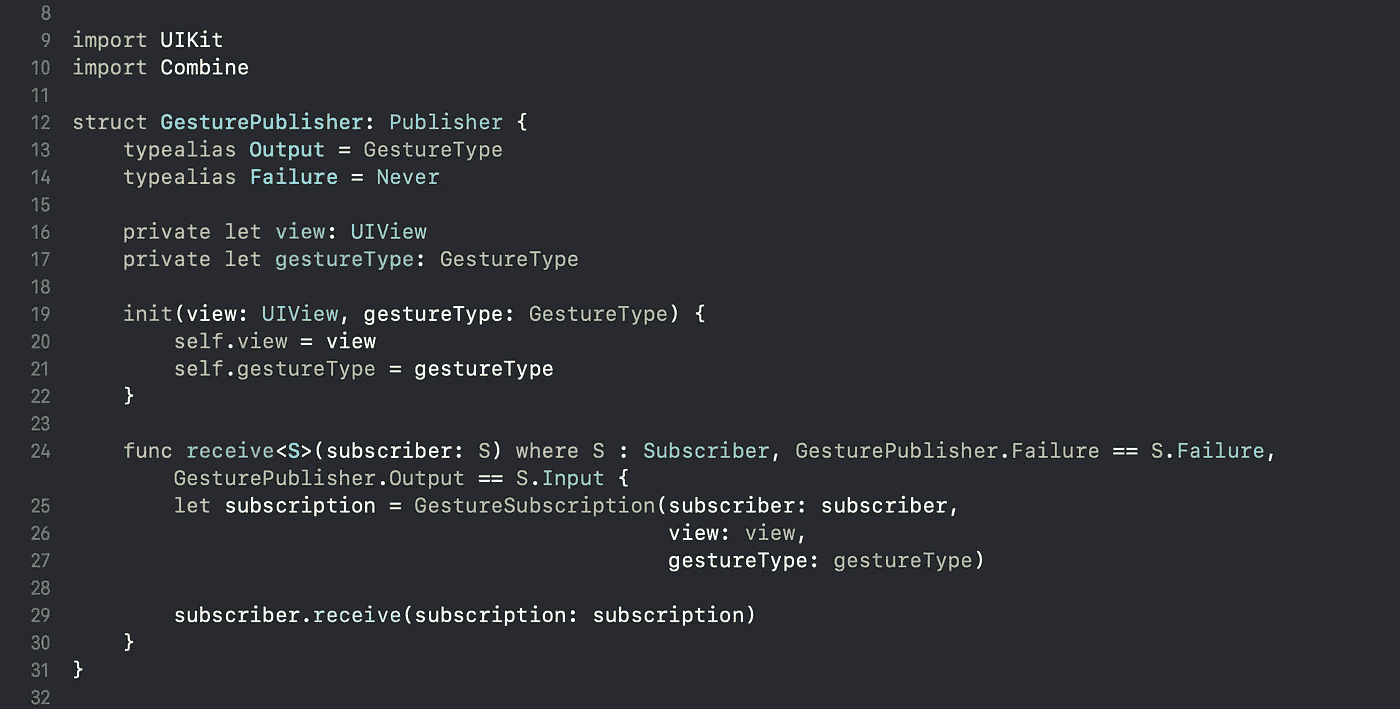 8
9 import UIKit
10 import Combine
11
12 struct GesturePublisher: Publisher {
13     typealias Output = GestureType
14     typealias Failure = Never
15
16     private let view: UIView
17     private let gestureType: GestureType
18
19     init(view: UIView, gestureType: GestureType) {
20         self.view = view
21         self.gestureType = gestureType
22     }
23
24     func receive<S>(subscriber: S) where S : Subscriber, GesturePublisher.Failure == S.Failure,
        GesturePublisher.Output == S.Input {
25         let subscription = GestureSubscription(subscriber: subscriber,
26                                                view: view,
27                                                gestureType: gestureType)
28
29         subscriber.receive(subscription: subscription)
30     }
31 }
32